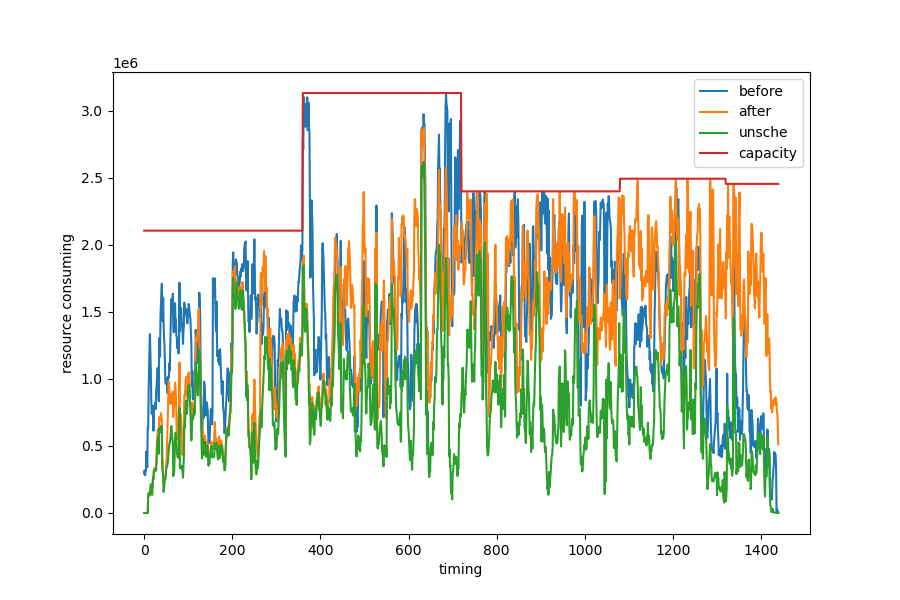 1e6
before
after
unsche
capacity
3.0
2.5
2.0
1.5
1.0
0.5
0.0
resource consuming
0 200 400 600 800 1000 1200 1400
timing